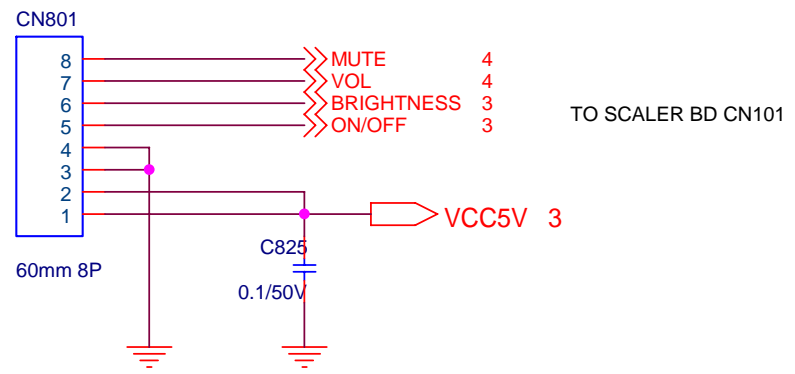 CN801
8 MUTE 4
7 VOL 4
6 BRIGHTNESS 3
5 ON/OFF 3
TO SCALER BD CN101
4
3
2
1 VCC5V 3
C825
60mm 8P
0.1/50V